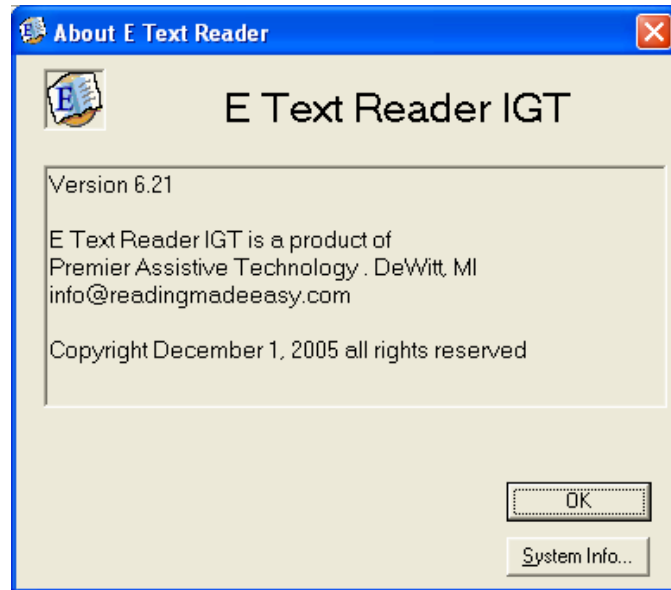 About E Text Reader
E
E Text Reader IGT
Version 6.21
E Text Reader IGT is a product of
Premier Assistive Technology . DeWitt, MI
info@readingmadeeasy.com
Copyright December 1, 2005 all rights reserved
OK
System Info...